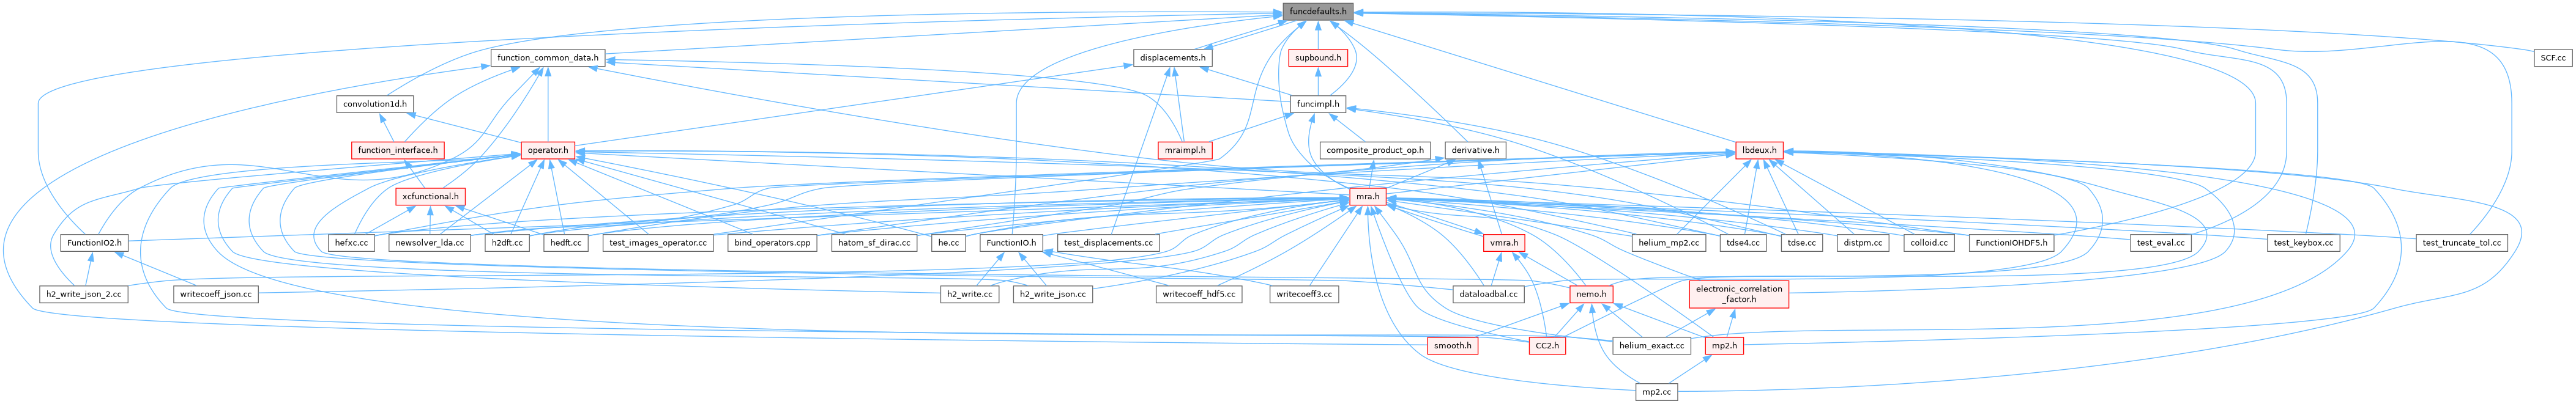 funcdefaults.h
function_common_data.h
displacements.h
supbound.h
SCF.cc
convolution1d.h
funcimpl.h
function_interface.h
operator.h
mraimpl.h
composite_product_op.h
derivative.h
lbdeux.h
xcfunctional.h
mra.h
FunctionIO2.h
hefxc.cc
newsolver_lda.cc
h2dft.cc
hedft.cc
test_images_operator.cc
bind_operators.cpp
hatom_sf_dirac.cc
he.cc
FunctionIO.h
test_displacements.cc
vmra.h
helium_mp2.cc
tdse4.cc
tdse.cc
distpm.cc
colloid.cc
FunctionIOHDF5.h
test_eval.cc
test_keybox.cc
test_truncate_tol.cc
h2_write_json_2.cc
writecoeff_json.cc
h2_write.cc
h2_write_json.cc
writecoeff_hdf5.cc
writecoeff3.cc
dataloadbal.cc
nemo.h
electronic_correlation
_factor.h
smooth.h
CC2.h
helium_exact.cc
mp2.h
mp2.cc